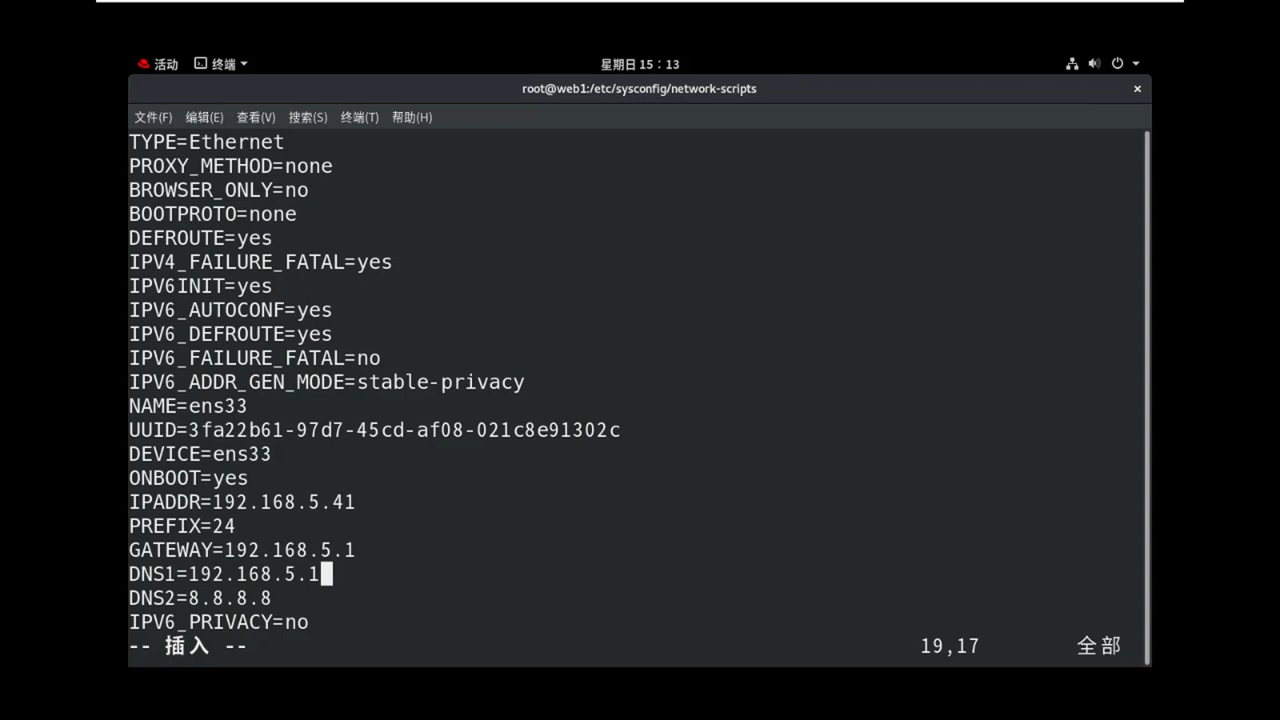 活动 终端 星期日 15：13
root@web1:/etc/sysconfig/network-scripts ×
文件(F) 编辑(E) 查看(V) 搜索(S) 终端(T) 帮助(H)
TYPE=Ethernet
PROXY_METHOD=none
BROWSER_ONLY=no
BOOTPROTO=none
DEFROUTE=yes
IPV4_FAILURE_FATAL=yes
IPV6INIT=yes
IPV6_AUTOCONF=yes
IPV6_DEFROUTE=yes
IPV6_FAILURE_FATAL=no
IPV6_ADDR_GEN_MODE=stable-privacy
NAME=ens33
UUID=3fa22b61-97d7-45cd-af08-021c8e91302c
DEVICE=ens33
ONBOOT=yes
IPADDR=192.168.5.41
PREFIX=24
GATEWAY=192.168.5.1
DNS1=192.168.5.1
DNS2=8.8.8.8
IPV6_PRIVACY=no
-- 插入 -- 19,17 全部